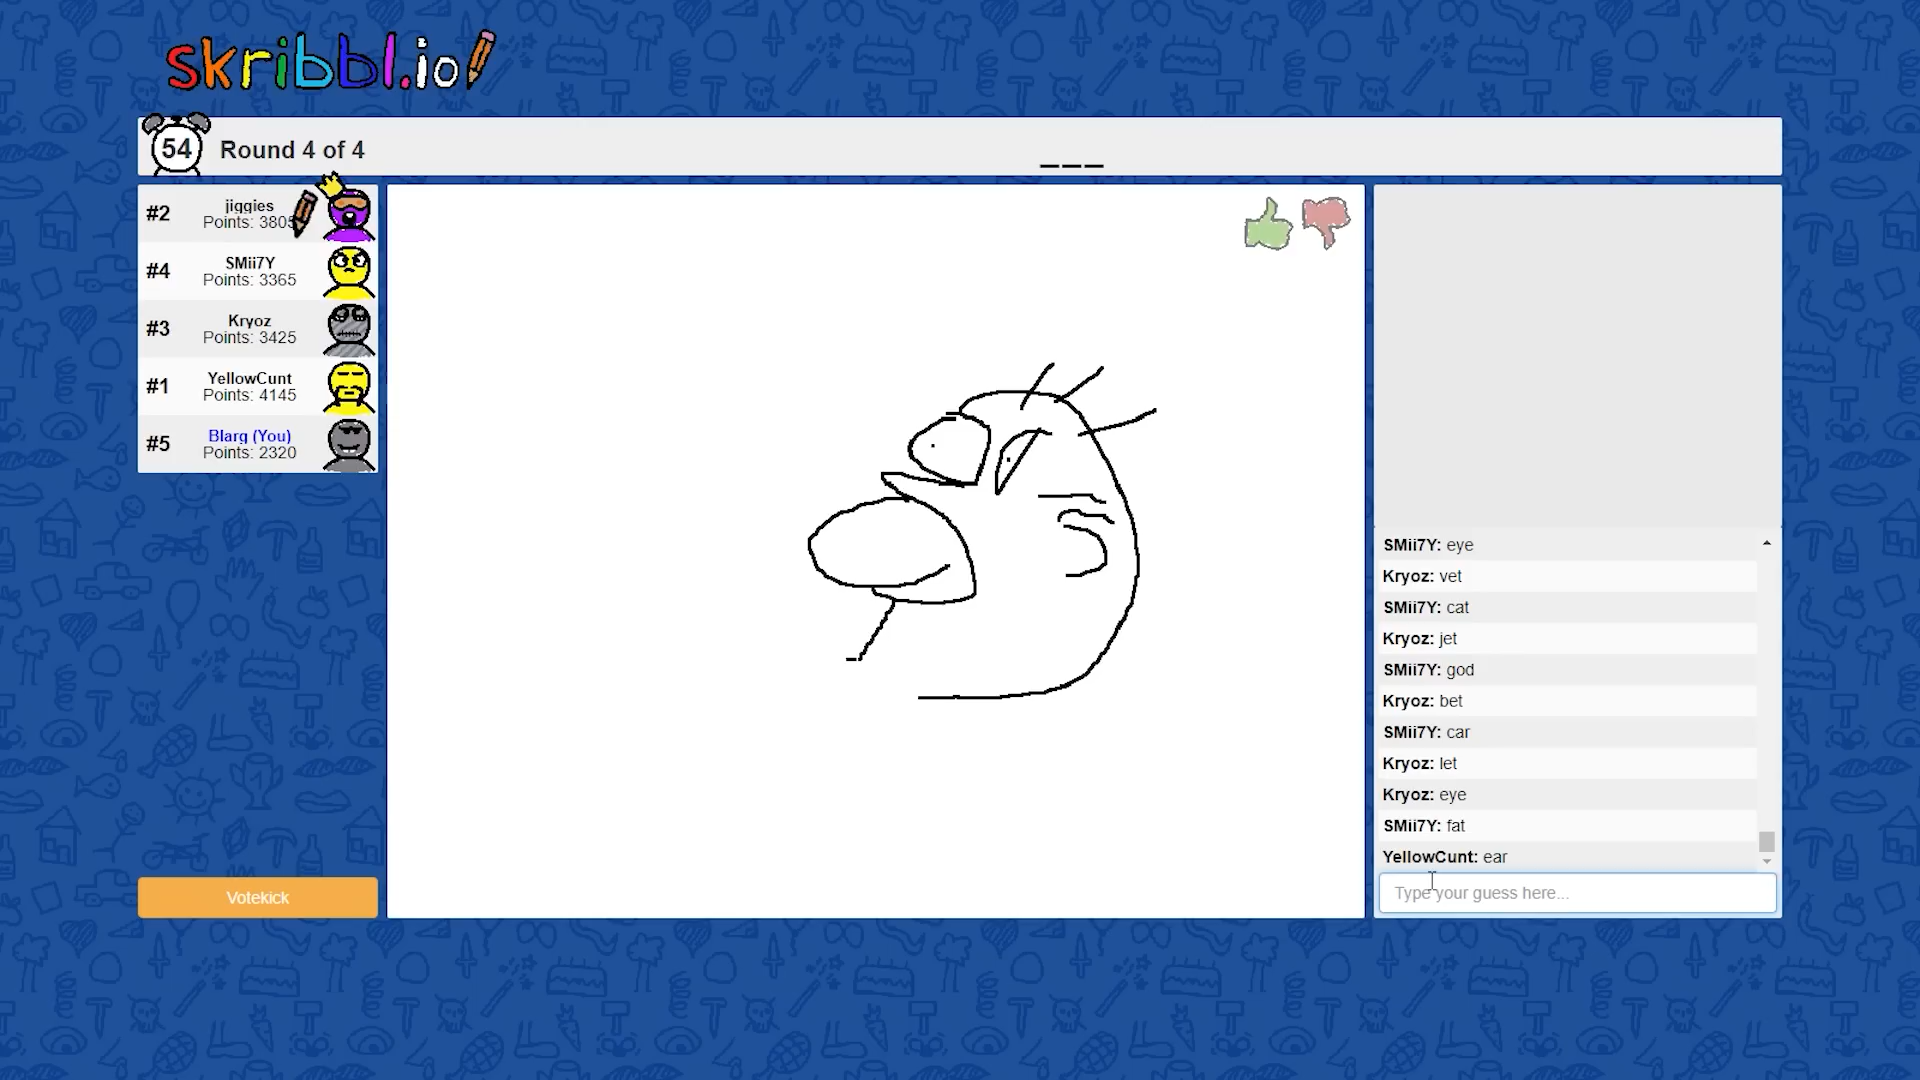 skribbl.io
54
Round 4 of 4
_ _ _
#2
jiggies
Points: 3805
#4
SMii7Y
Points: 3365
#3
Kryoz
Points: 3425
#1
YellowCunt
Points: 4145
#5
Blarg (You)
Points: 2320
Votekick
SMii7Y: eye
Kryoz: vet
SMii7Y: cat
Kryoz: jet
SMii7Y: god
Kryoz: bet
SMii7Y: car
Kryoz: let
Kryoz: eye
SMii7Y: fat
YellowCunt: ear
Type your guess here...